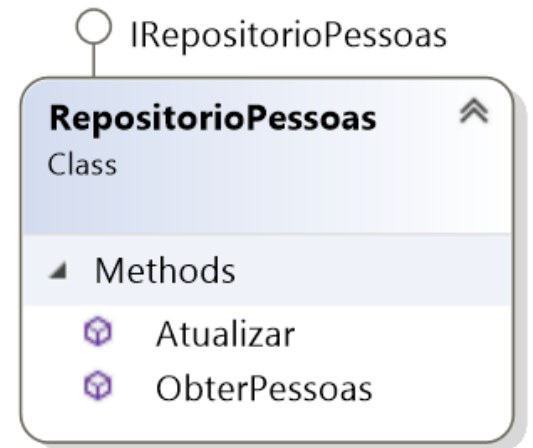 IRepositorioPessoas
RepositorioPessoas
Class
Methods
Atualizar
ObterPessoas